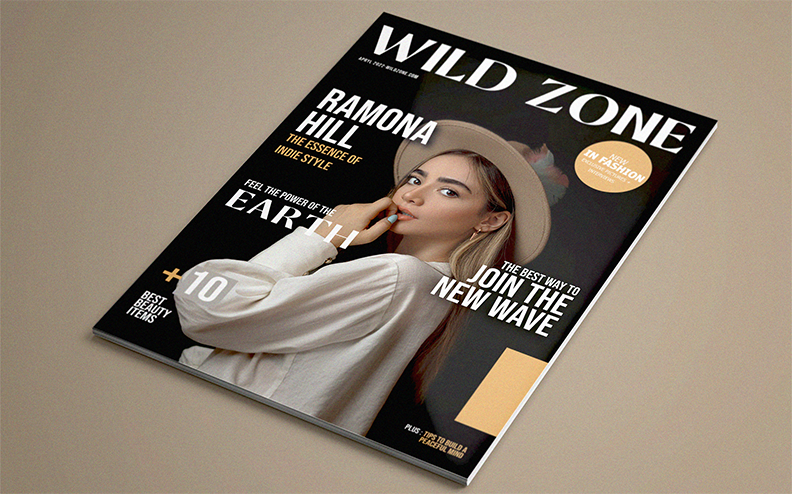 WILD ZONE
APRYL 2022-WILDZONE.COM
RAMONA
HILL
THE ESSENCE OF
INDIE STYLE
NEW
IN FASHION
FEEL THE POWER OF THE
EARTH
THE BEST WAY TO
JOIN THE
NEW WAVE
+10
BEST
BEAUTY
ITEMS
PLUS : TIPS TO BUILD A
PEACEFUL MIND